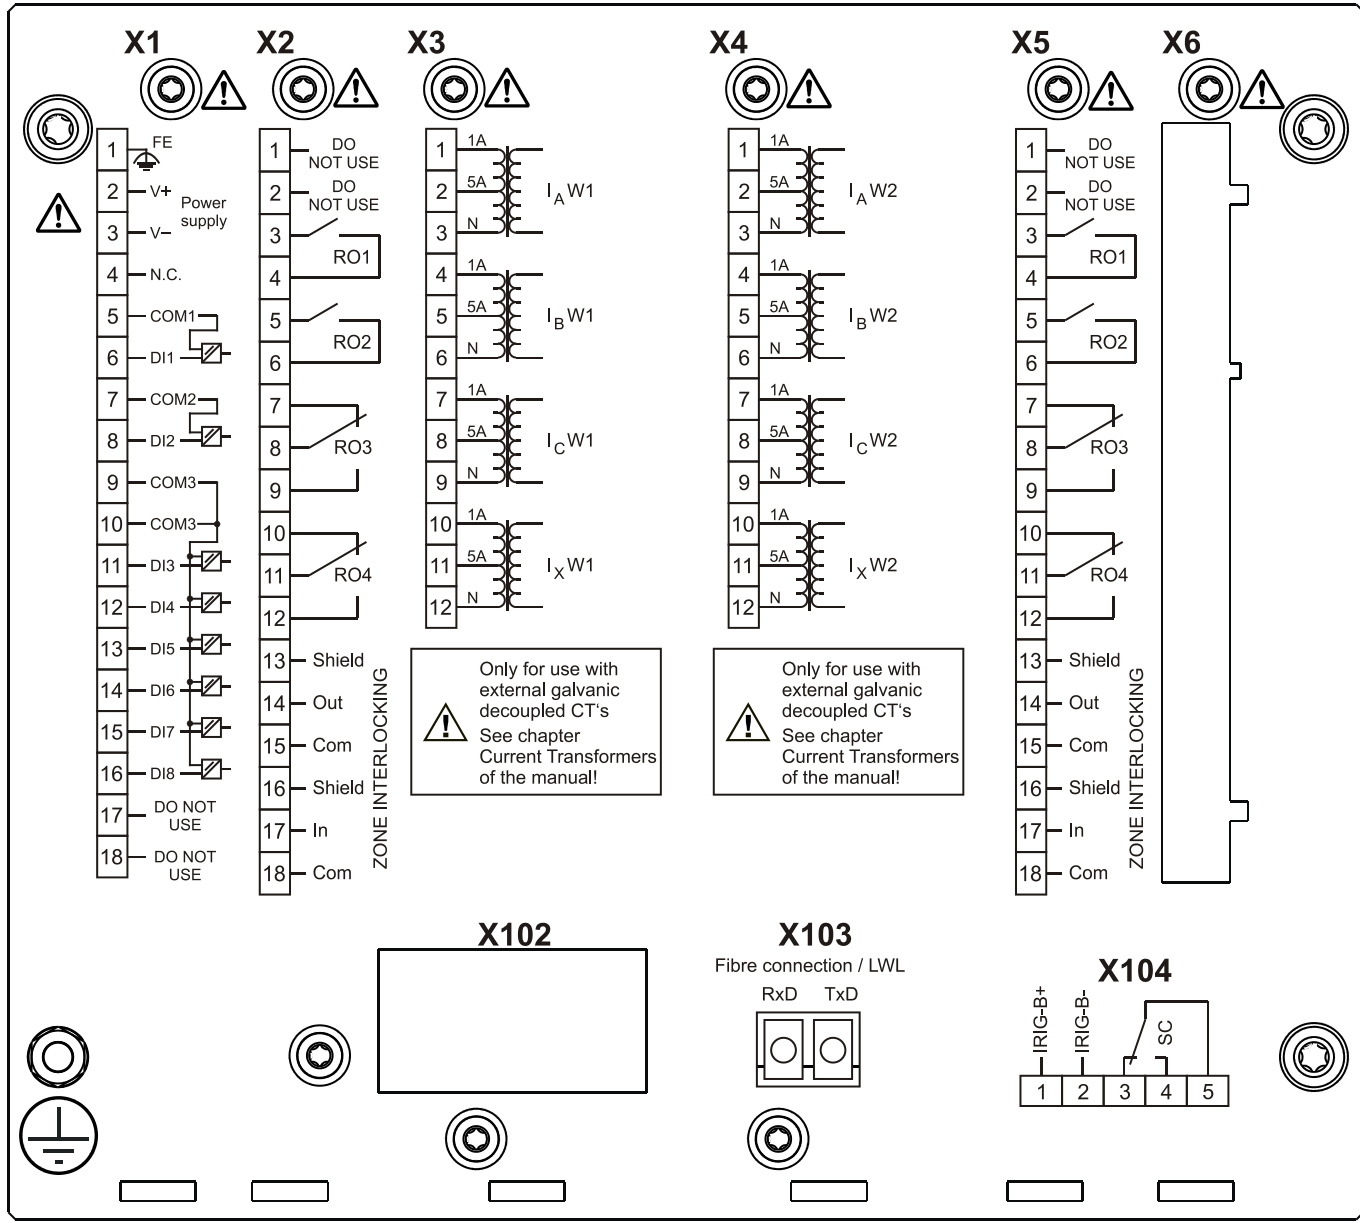 X1
X2
X3
X4
X5
X6
1
FE
2
V+
Power
supply
3
V–
4
N.C.
5
COM1
6
DI1
7
COM2
8
DI2
9
COM3
10
COM3
11
DI3
12
DI4
13
DI5
14
DI6
15
DI7
16
DI8
17
DO NOT
USE
18
DO NOT
USE
1
DO
NOT USE
2
DO
NOT USE
3
RO1
4
5
RO2
6
7
8
RO3
9
10
11
RO4
12
13
Shield
14
Out
15
Com
16
Shield
17
In
18
Com
ZONE INTERLOCKING
1
1A
2
5A
IA W1
3
N
4
1A
5
5A
IB W1
6
N
7
1A
8
5A
IC W1
9
N
10
1A
11
5A
IX W1
12
N
Only for use with
external galvanic
decoupled CT‘s
See chapter
Current Transformers
of the manual!
1
1A
2
5A
IA W2
3
N
4
1A
5
5A
IB W2
6
N
7
1A
8
5A
IC W2
9
N
10
1A
11
5A
IX W2
12
N
Only for use with
external galvanic
decoupled CT‘s
See chapter
Current Transformers
of the manual!
1
DO
NOT USE
2
DO
NOT USE
3
RO1
4
5
RO2
6
7
8
RO3
9
10
11
RO4
12
13
Shield
14
Out
15
Com
16
Shield
17
In
18
Com
ZONE INTERLOCKING
X102
X103
Fibre connection / LWL
RxD
TxD
X104
IRIG-B+
IRIG-B-
SC
1
2
3
4
5